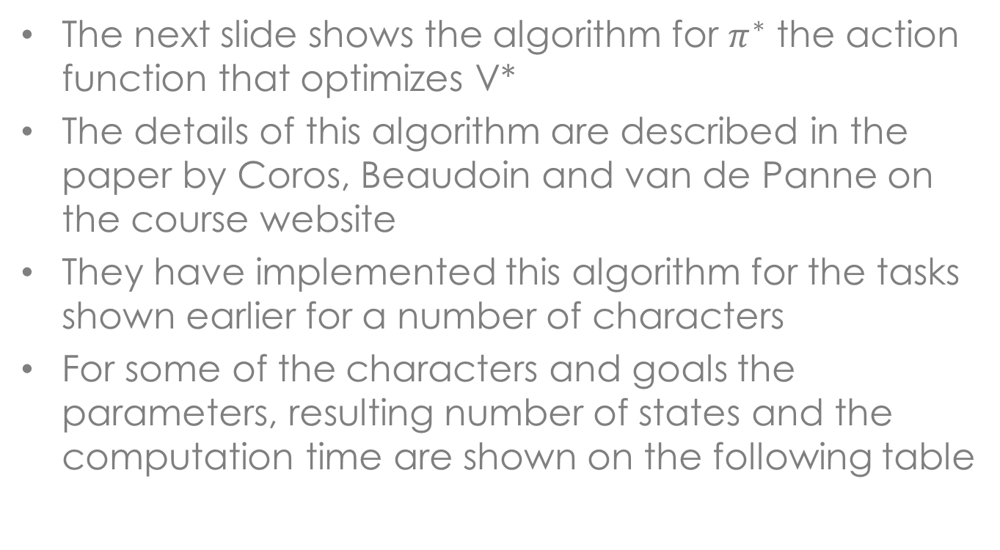 • The next slide shows the algorithm for π* the action
function that optimizes V*
• The details of this algorithm are described in the
paper by Coros, Beaudoin and van de Panne on
the course website
• They have implemented this algorithm for the tasks
shown earlier for a number of characters
• For some of the characters and goals the
parameters, resulting number of states and the
computation time are shown on the following table